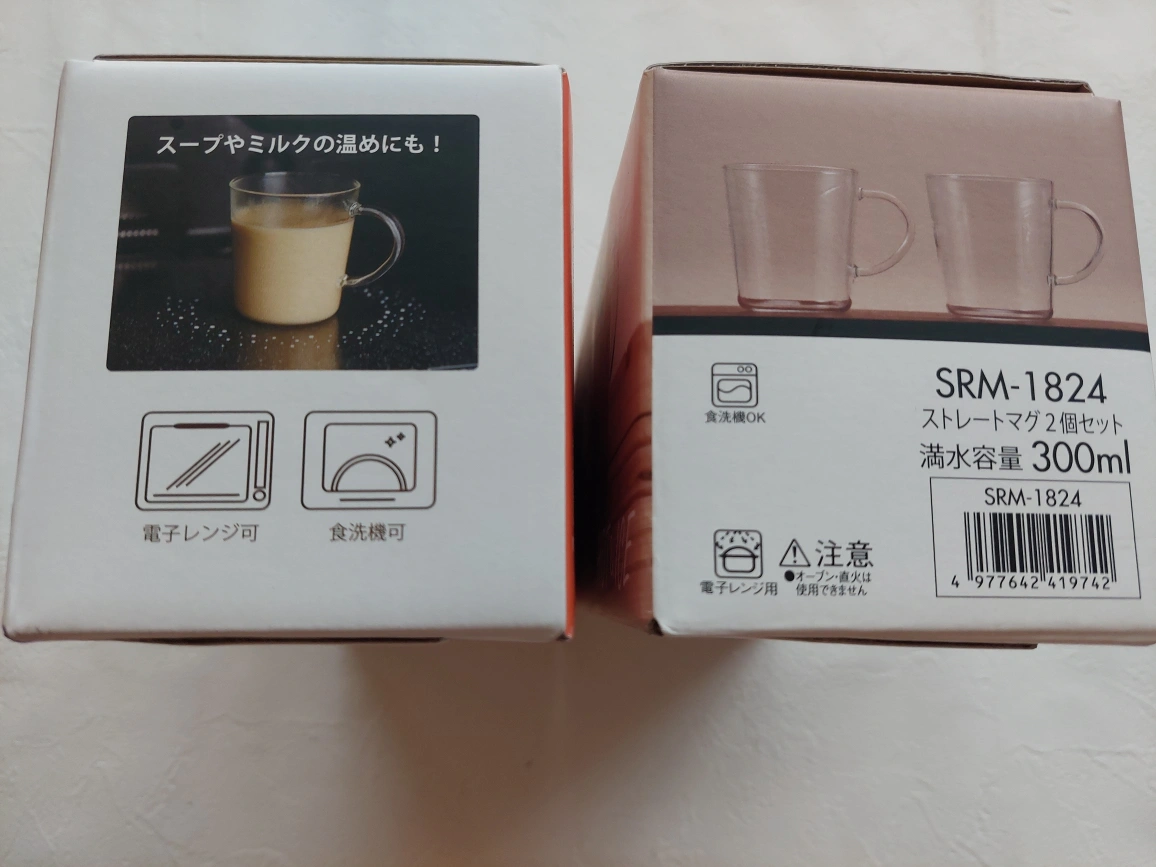 スープやミルクの温めにも！
電子レンジ可
食洗機可
食洗機OK
SRM-1824
ストレートマグ2個セット
満水容量 300ml
SRM-1824
4 977642 419742
電子レンジ用
注意
●オーブン・直火は
使用できません